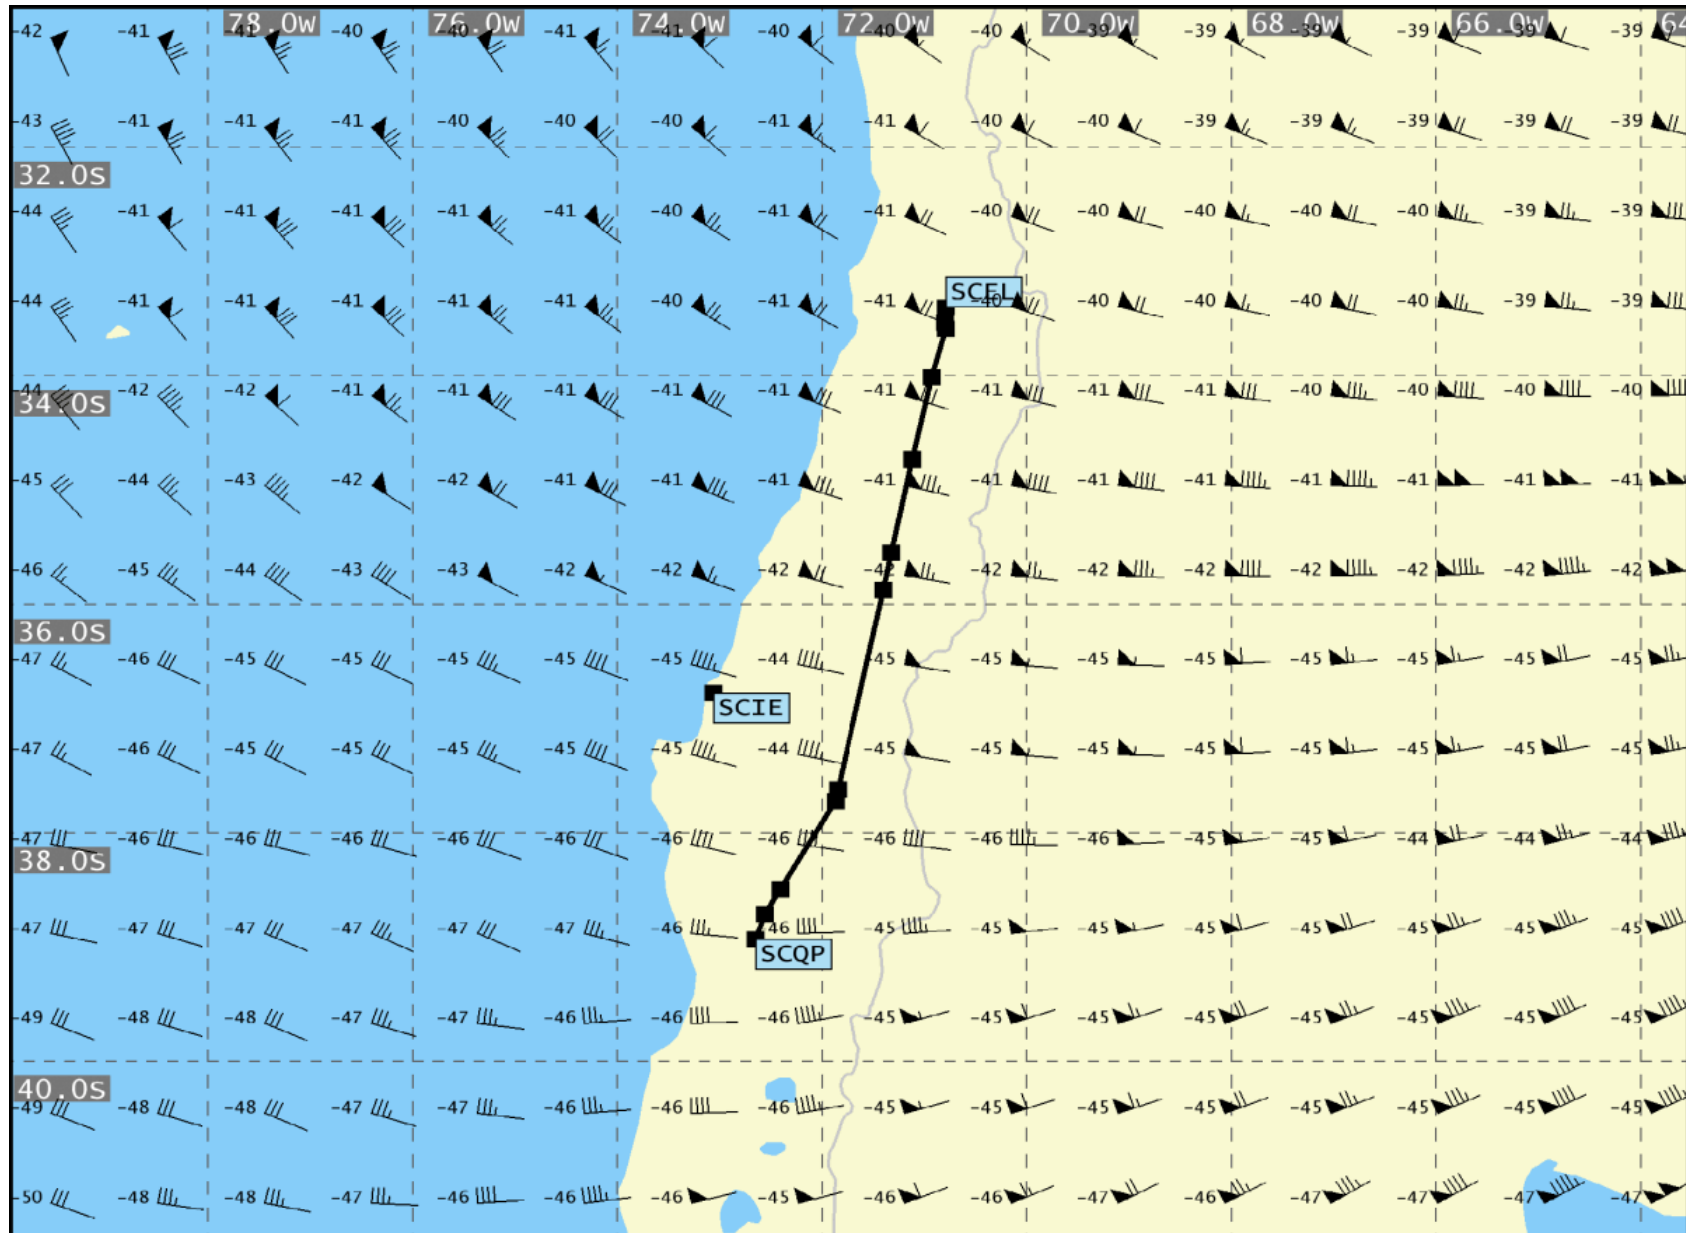 78.0W 76.0W 74.0W 72.0W 70.0W 68.0W 66.0W 64
-42 -41 -41 -40 -40 -41 -41 -40 -40 -40 -39 -39 -39 -39 -39 -39
-43 -41 -41 -41 -40 -40 -40 -41 -41 -40 -40 -39 -39 -39 -39 -39
32.0S
-44 -41 -41 -41 -41 -41 -40 -41 -41 -40 -40 -40 -40 -40 -39 -39
SCEL
-44 -41 -41 -41 -41 -41 -40 -41 -41 -40 -40 -40 -40 -40 -39 -39
-44 -42 -42 -41 -41 -41 -41 -41 -41 -41 -41 -41 -40 -40 -40 -40
34.0S
-45 -44 -43 -42 -42 -41 -41 -41 -41 -41 -41 -41 -41 -41 -41 -41
-46 -45 -44 -43 -43 -42 -42 -42 -42 -42 -42 -42 -42 -42 -42 -42
36.0S
-47 -46 -45 -45 -45 -45 -45 -44 -45 -45 -45 -45 -45 -45 -45 -45
SCIE
-47 -46 -45 -45 -45 -45 -45 -44 -45 -45 -45 -45 -45 -45 -45 -45
-47 -46 -46 -46 -46 -46 -46 -46 -46 -46 -46 -45 -45 -44 -44 -44
38.0S
-47 -47 -47 -47 -47 -47 -46 -46 -45 -45 -45 -45 -45 -45 -45 -45
SCQP
-49 -48 -48 -47 -47 -46 -46 -46 -45 -45 -45 -45 -45 -45 -45 -45
40.0S
-49 -48 -48 -47 -47 -46 -46 -46 -45 -45 -45 -45 -45 -45 -45 -45
-50 -48 -48 -47 -46 -46 -46 -45 -46 -46 -47 -46 -47 -47 -47 -47